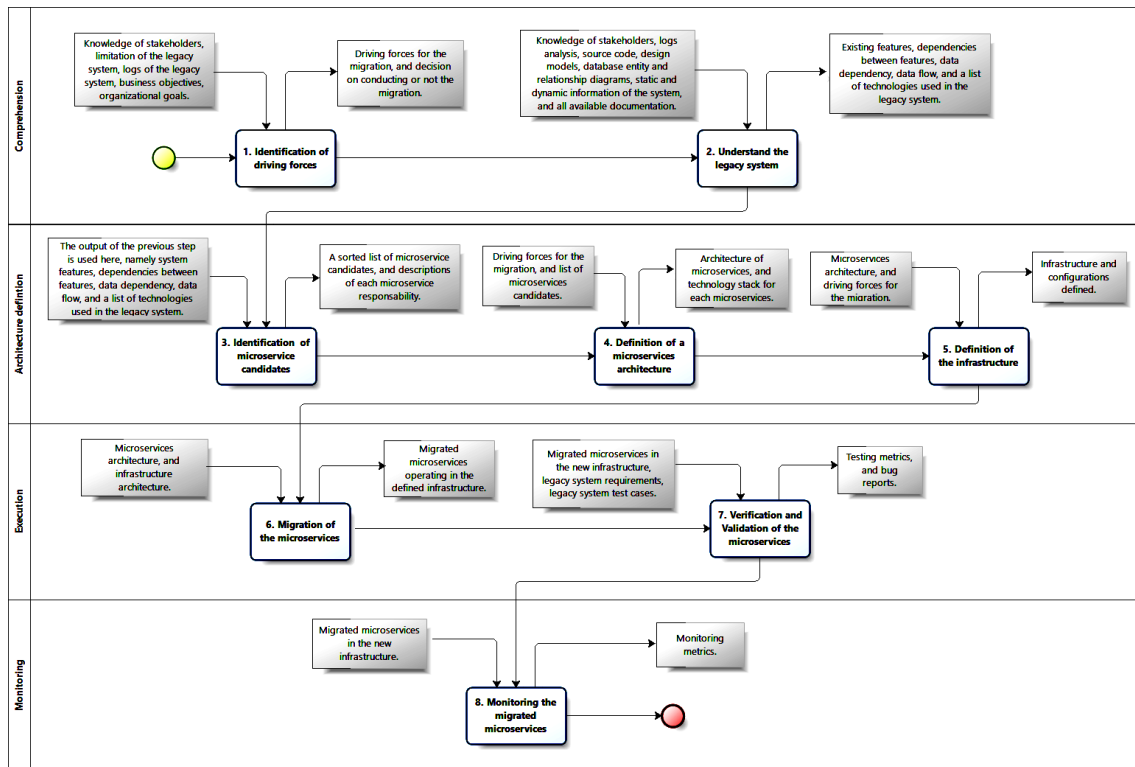 Comprehension
Knowledge of stakeholders,
limitation of the legacy
system, logs of the legacy
system, business objectives,
organizational goals.
Driving forces for
the migration, and
decision on
conducting or not the
migration.
Knowledge of stakeholders, logs
analysis, source code, design
models, database entity and
relationship diagrams, static and
dynamic information of the system,
and all available documentation.
Existing features, dependencies
between features, data
dependency, data flow, and a list
of technologies used in the
legacy system.
1. Identification of
driving forces
2. Understand the
legacy system
Architecture defintion
The output of the previous step
is used here, namely system
features, dependencies between
features, data dependency, data
flow, and a list of technologies
used in the legacy system.
A sorted list of microservice
candidates, and descriptions
of each microservice
responsability.
Driving forces for the
migration, and list of
microservices
candidates.
Architecture of
microservices, and
technology stack for
each microservices.
Microservices
architecture, and
driving forces for
the migration.
Infrastructure and
configurations
defined.
3. Identification of
microservice
candidates
4. Definition of a
microservices
architecture
5. Definition of
the infrastructure
Execution
Microservices
architecture, and
infrastructure
architecture.
Migrated
microservices
operating in the
defined infrastructure.
Migrated microservices in
the new infrastructure,
legacy system requirements,
legacy system test cases.
Testing metrics,
and bug
reports.
6. Migration of
the microservices
7. Verification and
Validation of the
microservices
Monitoring
Migrated microservices
in the new
infrastructure.
Monitoring
metrics.
8. Monitoring the
migrated
microservices